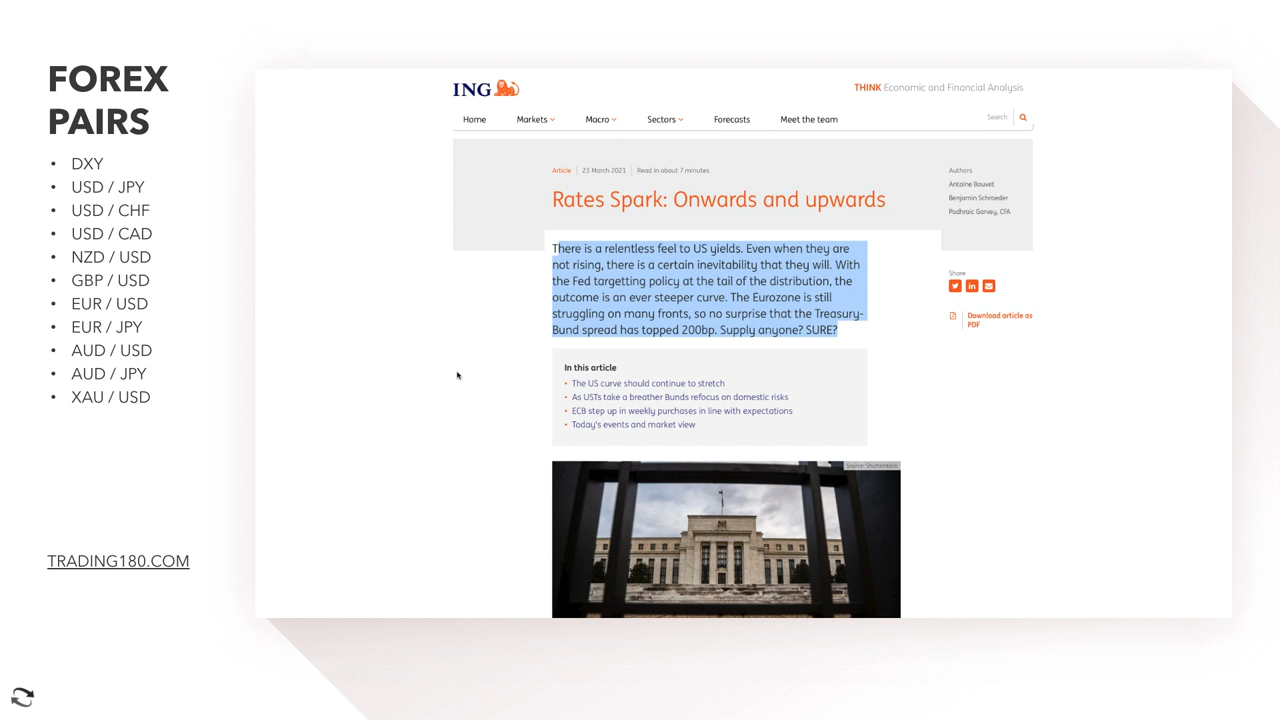 FOREX
PAIRS
• DXY
• USD / JPY
• USD / CHF
• USD / CAD
• NZD / USD
• GBP / USD
• EUR / USD
• EUR / JPY
• AUD / USD
• AUD / JPY
• XAU / USD
TRADING180.COM
ING
THINK Economic and Financial Analysis
Home Markets Macro Sectors Forecasts Meet the team Search
Article | 23 March 2021 | Read in about 7 minutes
Rates Spark: Onwards and upwards
There is a relentless feel to US yields. Even when they are
not rising, there is a certain inevitability that they will. With
the Fed targetting policy at the tail of the distribution, the
outcome is an ever steeper curve. The Eurozone is still
struggling on many fronts, so no surprise that the Treasury-
Bund spread has topped 200bp. Supply anyone? SURE?
In this article
• The US curve should continue to stretch
• As USTs take a breather Bunds refocus on domestic risks
• ECB step up in weekly purchases in line with expectations
• Today's events and market view
Source: Shutterstock
Authors
Antoine Bouvet
Benjamin Schroeder
Padhraic Garvey, CFA
Share
Download article as
PDF